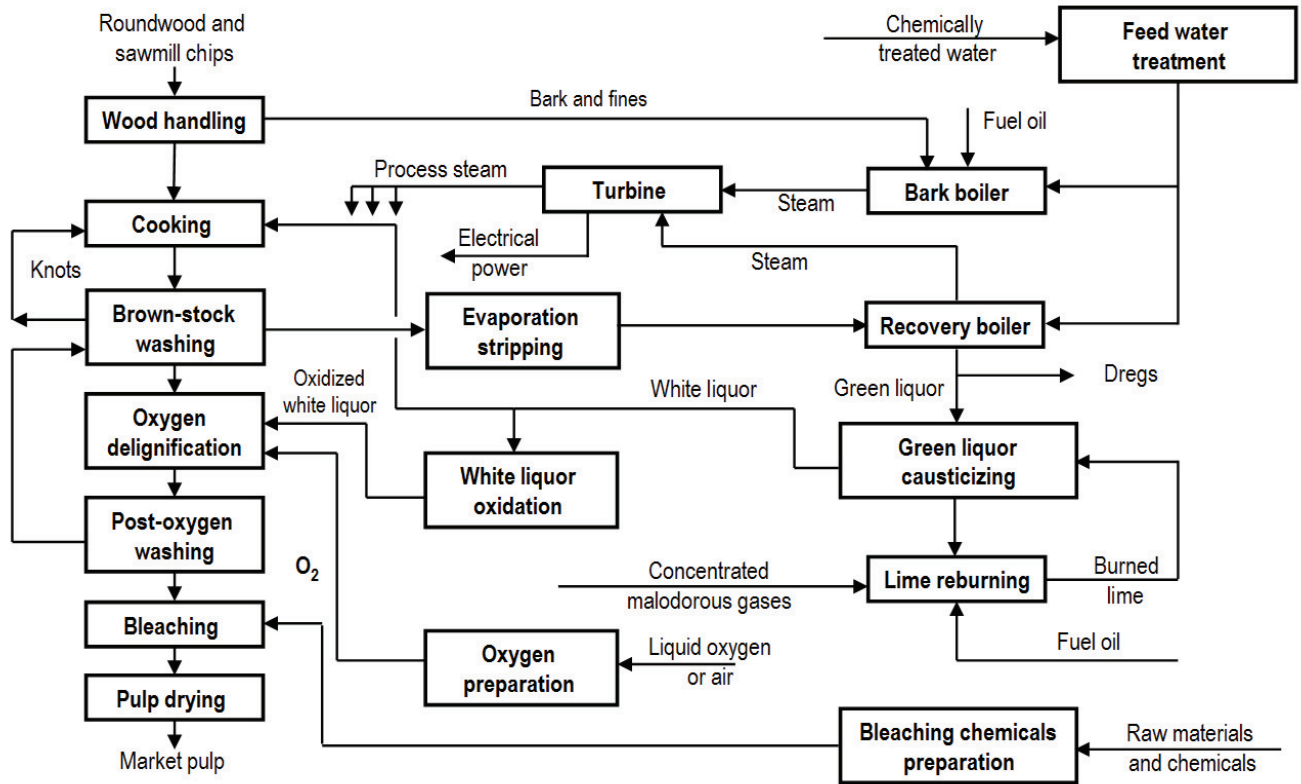 Roundwood and
sawmill chips
Chemically
treated water
Feed water
treatment
Wood handling
Bark and fines
Fuel oil
Process steam
Turbine
Steam
Bark boiler
Cooking
Electrical
power
Steam
Knots
Brown-stock
washing
Evaporation
stripping
Recovery boiler
Oxidized
white liquor
White liquor
Green liquor
Dregs
Oxygen
delignification
White liquor
oxidation
Green liquor
causticizing
Post-oxygen
washing
O2
Concentrated
malodorous gases
Lime reburning
Burned
lime
Bleaching
Oxygen
preparation
Liquid oxygen
or air
Fuel oil
Pulp drying
Market pulp
Bleaching chemicals
preparation
Raw materials
and chemicals